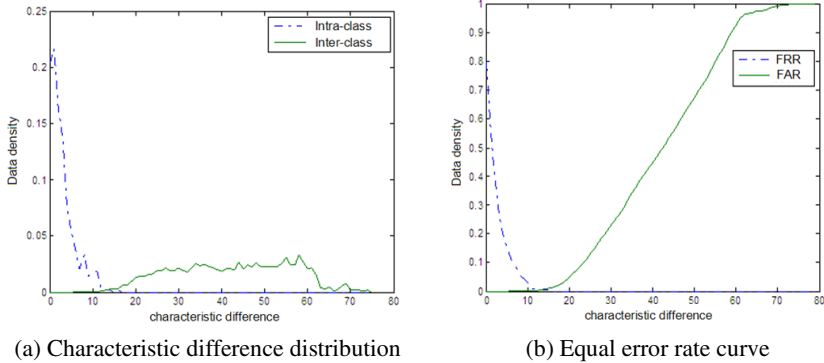 0.25
0.2
0.15
0.1
0.05
0
0 10 20 30 40 50 60 70 80
Data density
characteristic difference
Intra-class
Inter-class
(a) Characteristic difference distribution
1
0.9
0.8
0.7
0.6
0.5
0.4
0.3
0.2
0.1
0
0 10 20 30 40 50 60 70 80
Data density
characteristic difference
FRR
FAR
(b) Equal error rate curve